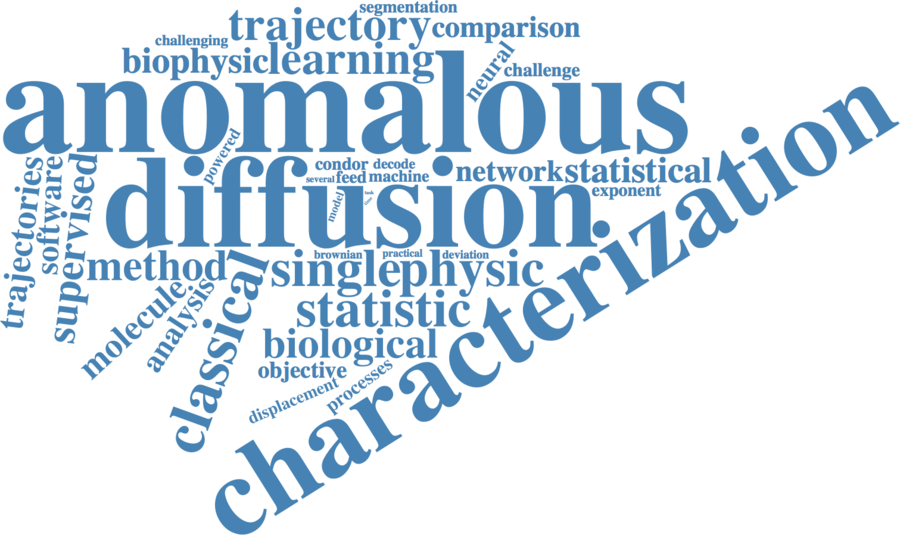 segmentation
trajectory comparison
challenging
biophysic learning
neural
challenge
anomalous
characterization
powered
condor decode
several feed machine
network statistical
exponent
diffusion
model
task
time
trajectories
software
supervised
brownian practical deviation
method
single physic
classical
molecule
analysis
statistic
biological
objective
displacement
processes